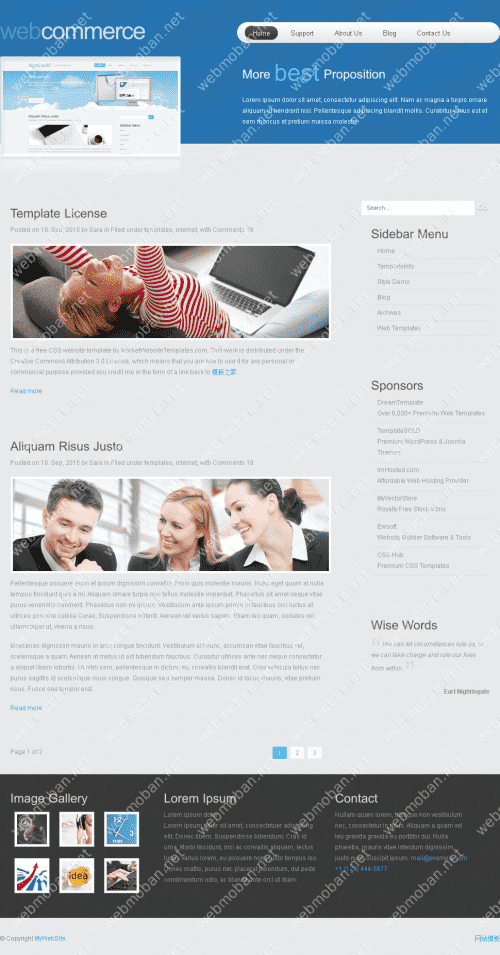 webcommerce
Home Support About Us Blog Contact Us
More best Proposition
Lorem ipsum dolor sit amet, consectetur adipiscing elit. Nam ac magna a turpis ornare
aliquam id hendrerit nisi. Pellentesque adipiscing blandit mollis. Curabitur varius est et
sem rhoncus et pretium massa molestie.
Search... Go
Template License
Posted on 18. Sep, 2015 by Sara in Filed under templates, internet, with Comments 18
This is a free CSS website template by RocketWebsiteTemplates.com. This work is distributed under the
Creative Commons Attribution 3.0 License, which means that you are free to use it for any personal or
commercial purpose provided you credit me in the form of a link back to 模板之家
Read more
Aliquam Risus Justo
Posted on 18. Sep, 2015 by Sara in Filed under templates, internet, with Comments 18
Pellentesque posuere enim et ipsum dignissim convallis. Proin quis molestie mauris. Nunc eget quam at nulla
tempus tincidunt quis a mi. Aliquam ornare turpis nec tellus molestie imperdiet. Phasellus sit amet neque vitae
purus venenatis hendrerit. Phasellus non mi ipsum. Vestibulum ante ipsum primis in faucibus orci luctus et
ultrices posuere cubilia Curae; Suspendisse potenti. Aenean vel varius sapien. Etiam leo quam, sodales vel
ullamcorper ut, viverra a risus.
Maecenas dignissim mauris in arcu congue tincidunt. Vestibulum elit nunc, accumsan vitae faucibus vel,
scelerisque a quam. Aenean at metus id elit bibendum faucibus. Curabitur ultrices ante nec neque consectetur
a aliquet libero lobortis. Ut nibh sem, pellentesque in dictum eu, convallis blandit erat. Cras vehicula tellus nec
purus sagittis id scelerisque risus congue. Quisque sed semper massa. Donec id lacus mauris, vitae pretium
risus. Fusce sed tempor erat.
Read more
Page 1 of 2
1 2 3
Sidebar Menu
Home
TemplateInfo
Style Demo
Blog
Archives
Web Templates
Sponsors
DreamTemplate
Over 6,000+ Premium Web Templates
TemplateSOLD
Premium WordPress & Joomla
Themes
ImHosted.com
Affordable Web Hosting Provider
MyVectorStore
Royalty Free Stock Icons
Evrsoft
Website Builder Software & Tools
CSS Hub
Premium CSS Templates
Wise Words
“ We can let circumstances rule us, or
we can take charge and rule our lives
from within. ”
Earl Nightingale
Image Gallery
idea
Lorem Ipsum
Lorem ipsum dolor
Lorem ipsum dolor sit amet, consectetuer adipiscing
elit. Donec libero. Suspendisse bibendum. Cras id
urna. Morbi tincidunt, orci ac convallis aliquam, lectus
turpis varius lorem, eu posuere nunc justo tempus leo.
Donec mattis, purus nec placerat bibendum, dui pede
condimentum odio, ac blandit ante orci ut diam.
Contact
Nullam quam lorem, tristique non vestibulum
nec, consectetur in risus. Aliquam a quam vel
leo gravida gravida eu porttitor dui. Nulla
pharetra, mauris vitae interdum dignissim,
justo nunc suscipit ipsum. mail@example.com
+1 (123) 444-5677
© Copyright MyWebSite.
网站模板
webmoban.net